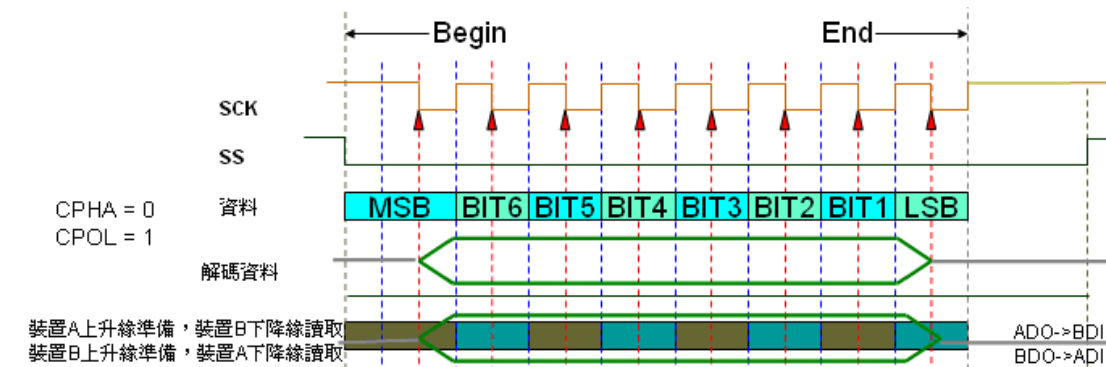 Begin End
SCK
SS
CPHA = 0 資料 MSB BIT6 BIT5 BIT4 BIT3 BIT2 BIT1 LSB
CPOL = 1
解碼資料
裝置A上升緣準備，裝置B下降緣讀取 ADO->BDI
裝置B上升緣準備，裝置A下降緣讀取 BDO->ADI